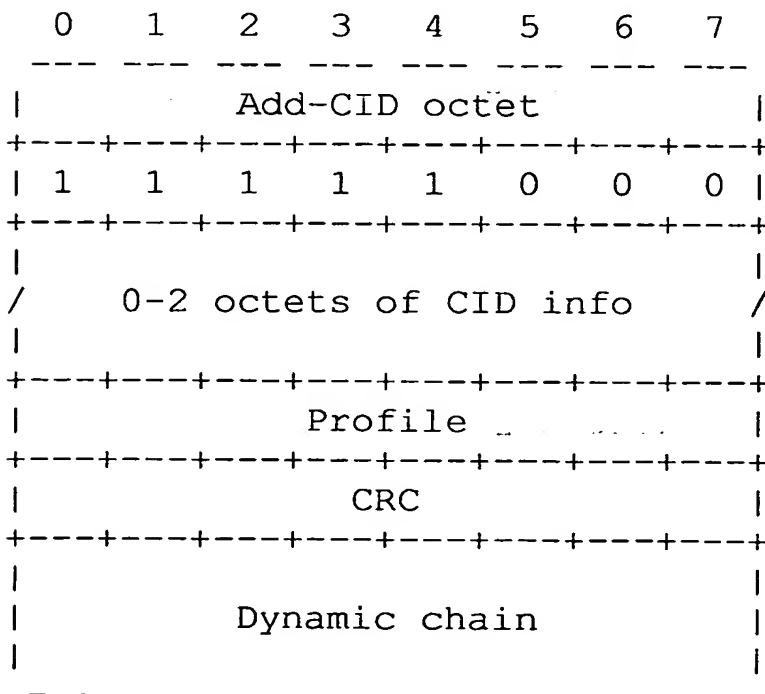 0 1 2 3 4 5 6 7
--- --- --- --- --- --- --- ---
| Add-CID octet |
+---+---+---+---+---+---+---+---+
| 1 1 1 1 1 0 0 0 |
+---+---+---+---+---+---+---+---+
| |
/ 0-2 octets of CID info /
| |
+---+---+---+---+---+---+---+---+
| Profile |
+---+---+---+---+---+---+---+---+
| CRC |
+---+---+---+---+---+---+---+---+
| |
| Dynamic chain |
| |